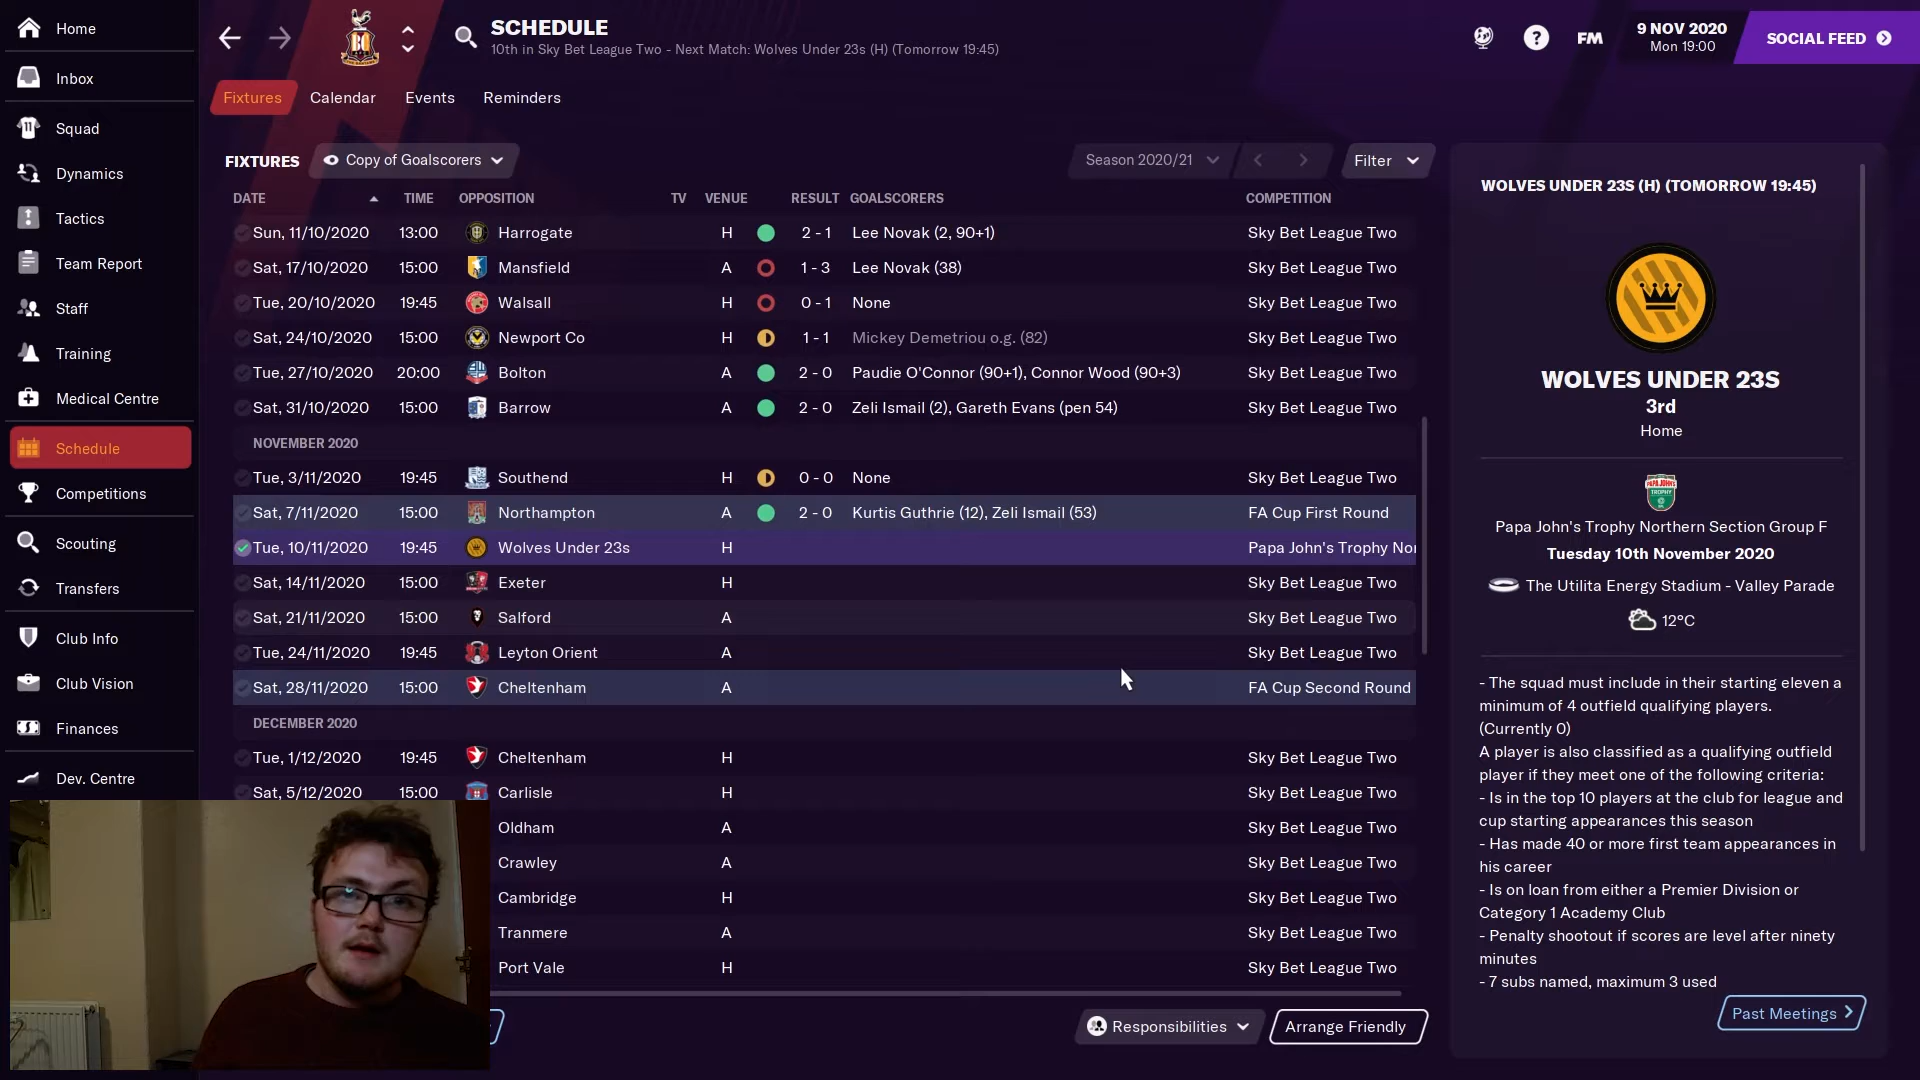 Home
Inbox
Squad
Dynamics
Tactics
Team Report
Staff
Training
Medical Centre
Schedule
Competitions
Scouting
Transfers
Club Info
Club Vision
Finances
Dev. Centre
SCHEDULE
10th in Sky Bet League Two - Next Match: Wolves Under 23s (H) (Tomorrow 19:45)
FM
9 NOV 2020
Mon 19:00
SOCIAL FEED
Fixtures Calendar Events Reminders
FIXTURES Copy of Goalscorers Season 2020/21 Filter
DATE TIME OPPOSITION TV VENUE RESULT GOALSCORERS COMPETITION
Sun, 11/10/2020 13:00 Harrogate H 2 - 1 Lee Novak (2, 90+1) Sky Bet League Two
Sat, 17/10/2020 15:00 Mansfield A 1 - 3 Lee Novak (38) Sky Bet League Two
Tue, 20/10/2020 19:45 Walsall H 0 - 1 None Sky Bet League Two
Sat, 24/10/2020 15:00 Newport Co H 1 - 1 Mickey Demetriou o.g. (82) Sky Bet League Two
Tue, 27/10/2020 20:00 Bolton A 2 - 0 Paudie O'Connor (90+1), Connor Wood (90+3) Sky Bet League Two
Sat, 31/10/2020 15:00 Barrow A 2 - 0 Zeli Ismail (2), Gareth Evans (pen 54) Sky Bet League Two
NOVEMBER 2020
Tue, 3/11/2020 19:45 Southend H 0 - 0 None Sky Bet League Two
Sat, 7/11/2020 15:00 Northampton A 2 - 0 Kurtis Guthrie (12), Zeli Ismail (53) FA Cup First Round
Tue, 10/11/2020 19:45 Wolves Under 23s H Papa John's Trophy Nor
Sat, 14/11/2020 15:00 Exeter H Sky Bet League Two
Sat, 21/11/2020 15:00 Salford A Sky Bet League Two
Tue, 24/11/2020 19:45 Leyton Orient A Sky Bet League Two
Sat, 28/11/2020 15:00 Cheltenham A FA Cup Second Round
DECEMBER 2020
Tue, 1/12/2020 19:45 Cheltenham H Sky Bet League Two
Sat, 5/12/2020 15:00 Carlisle H Sky Bet League Two
Oldham A Sky Bet League Two
Crawley A Sky Bet League Two
Cambridge H Sky Bet League Two
Tranmere A Sky Bet League Two
Port Vale H Sky Bet League Two
Responsibilities Arrange Friendly
WOLVES UNDER 23S (H) (TOMORROW 19:45)
WOLVES UNDER 23S
3rd
Home
PAPA JOHN'S
TROPHY
Papa John's Trophy Northern Section Group F
Tuesday 10th November 2020
The Utilita Energy Stadium - Valley Parade
12°C
- The squad must include in their starting eleven a
minimum of 4 outfield qualifying players.
(Currently 0)
A player is also classified as a qualifying outfield
player if they meet one of the following criteria:
- Is in the top 10 players at the club for league and
cup starting appearances this season
- Has made 40 or more first team appearances in
his career
- Is on loan from either a Premier Division or
Category 1 Academy Club
- Penalty shootout if scores are level after ninety
minutes
- 7 subs named, maximum 3 used
Past Meetings